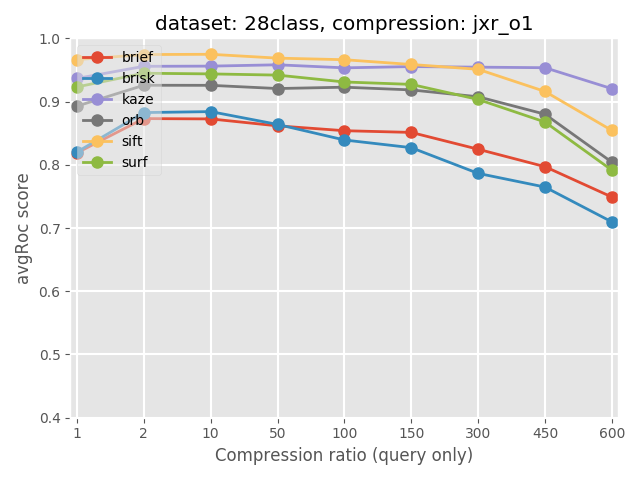 dataset: 28class, compression: jxr_o1
avgRoc score
1.0
0.9
0.8
0.7
0.6
0.5
0.4
brief
brisk
kaze
orb
sift
surf
1 2 10 50 100 150 300 450 600
Compression ratio (query only)